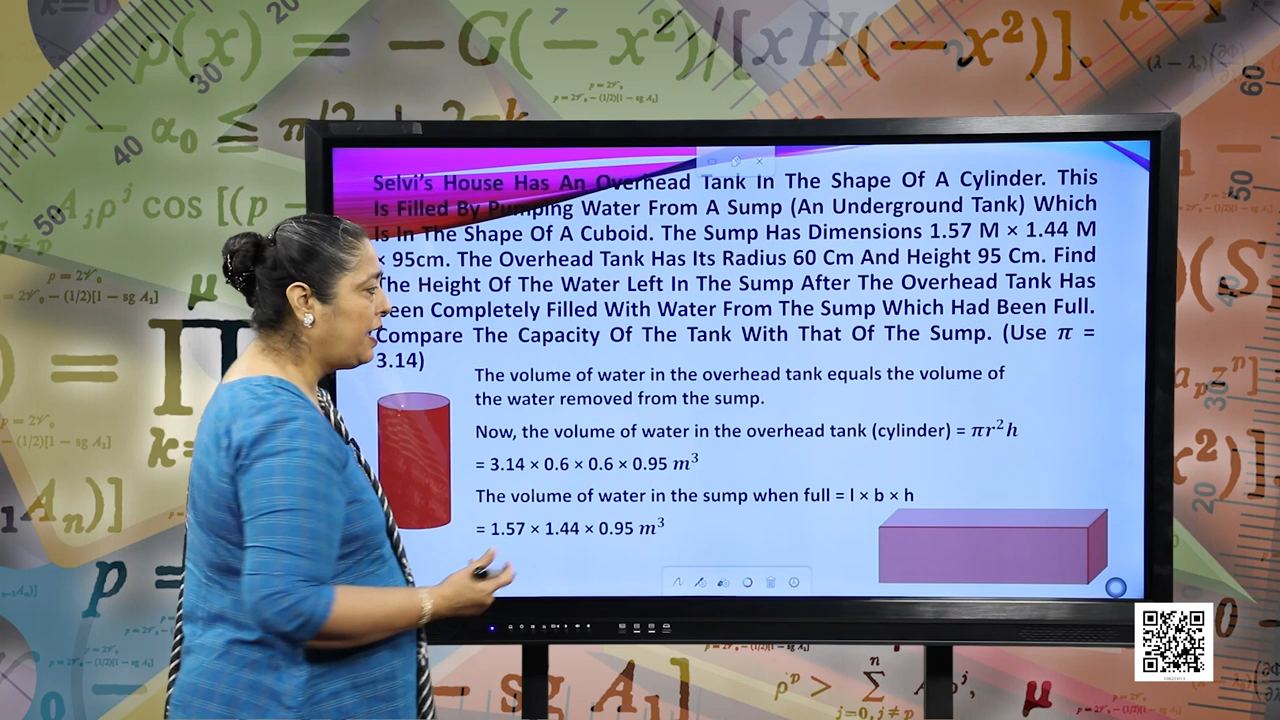 ρ(x) = −G(−x²)/[xH(−x²)].
Selvi's House Has An Overhead Tank In The Shape Of A Cylinder. This
Is Filled By Pumping Water From A Sump (An Underground Tank) Which
Is In The Shape Of A Cuboid. The Sump Has Dimensions 1.57 M × 1.44 M
× 95cm. The Overhead Tank Has Its Radius 60 Cm And Height 95 Cm. Find
The Height Of The Water Left In The Sump After The Overhead Tank Has
Been Completely Filled With Water From The Sump Which Had Been Full.
Compare The Capacity Of The Tank With That Of The Sump. (Use π =
3.14)
The volume of water in the overhead tank equals the volume of
the water removed from the sump.
Now, the volume of water in the overhead tank (cylinder) = πr²h
= 3.14 × 0.6 × 0.6 × 0.95 m³
The volume of water in the sump when full = l × b × h
= 1.57 × 1.44 × 0.95 m³